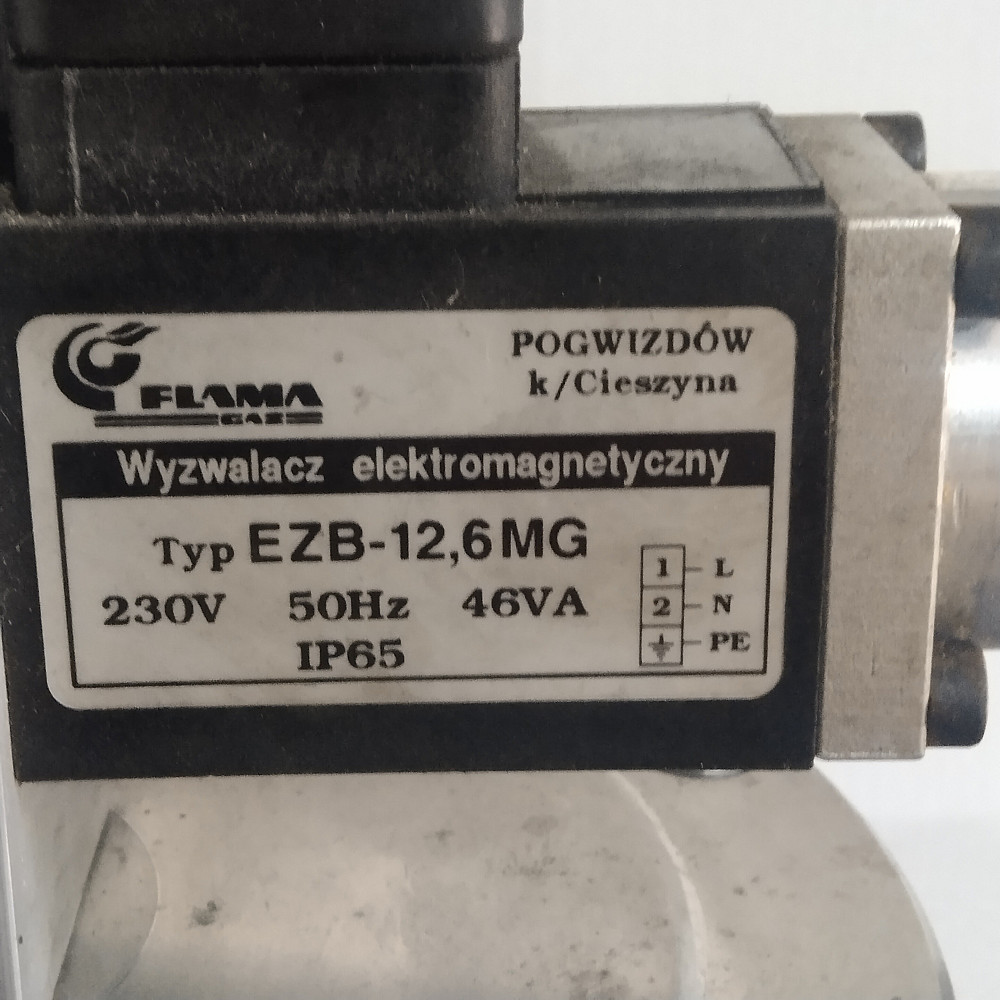 FLAMA
GAZ
POGWIZDÓW
k/Cieszyna
Wyzwalacz elektromagnetyczny
Typ EZB-12,6MG
230V 50Hz 46VA
IP65
1 L
2 N
PE